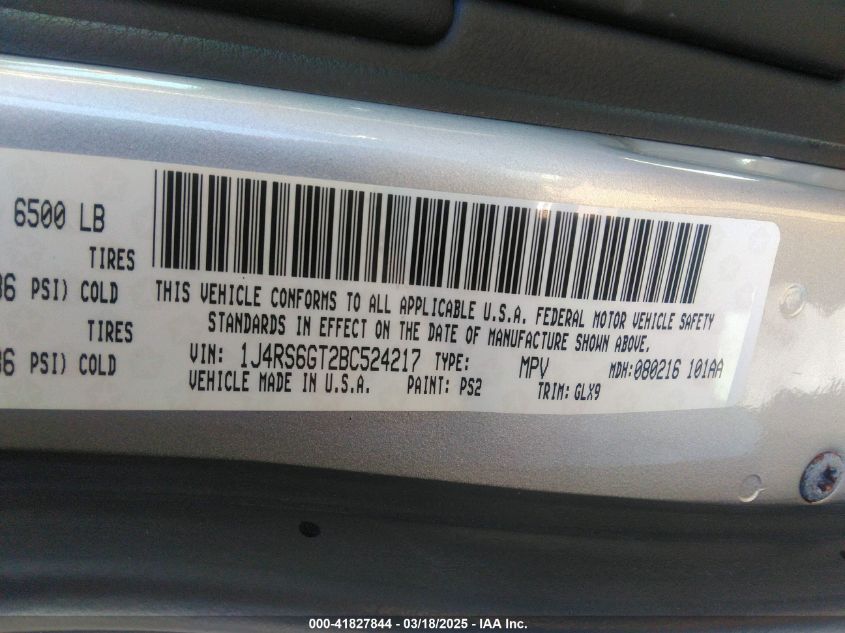 6500 LB
TIRES
36 PSI) COLD
TIRES
36 PSI) COLD
THIS VEHICLE CONFORMS TO ALL APPLICABLE U.S.A. FEDERAL MOTOR VEHICLE SAFETY
STANDARDS IN EFFECT ON THE DATE OF MANUFACTURE SHOWN ABOVE.
VIN: 1J4RS6GT2BC524217 TYPE: MPV MDH:080216 101AA
VEHICLE MADE IN U.S.A. PAINT: PS2 TRIM: GLX9
000-41827844 - 03/18/2025 - IAA Inc.